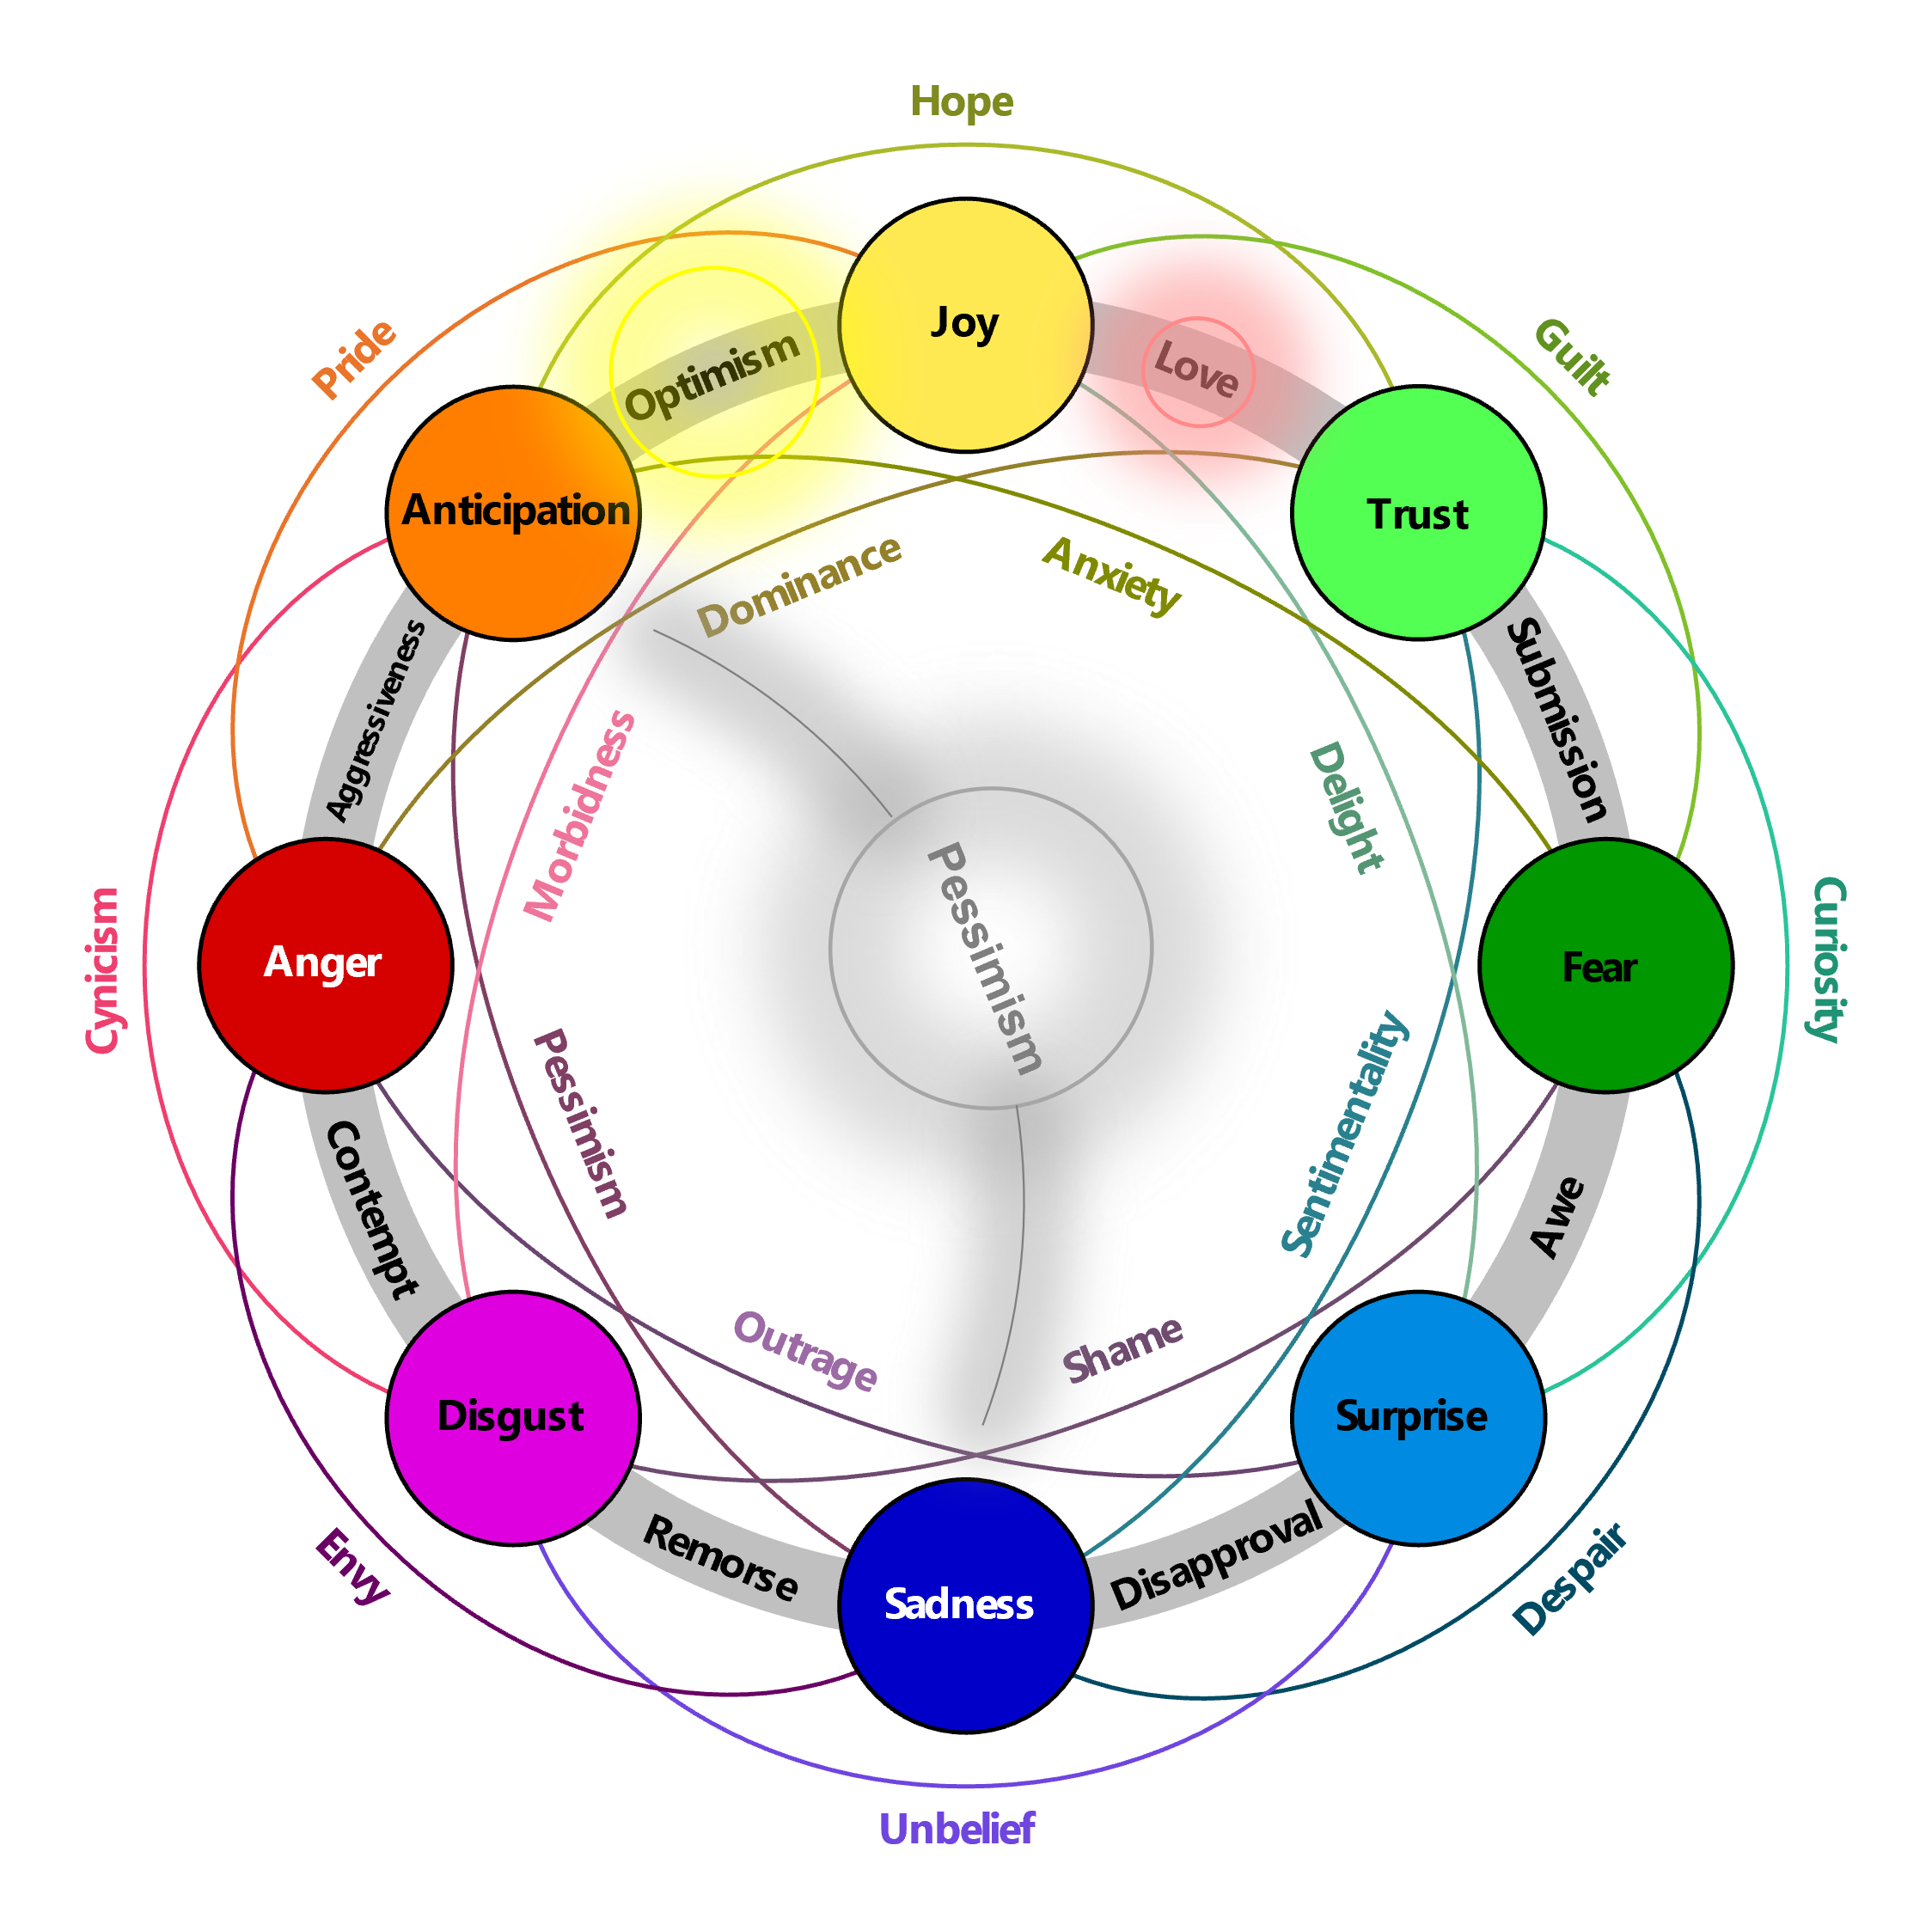 Hope
Pride
Optimism
Joy
Love
Guilt
Anticipation
Trust
Dominance
Anxiety
Aggressiveness
Submission
Morbidness
Delight
Pessimism
Cynicism
Anger
Fear
Curiosity
Contempt
Pessimism
Sentimentality
Awe
Outrage
Shame
Disgust
Surprise
Envy
Remorse
Sadness
Disapproval
Despair
Unbelief